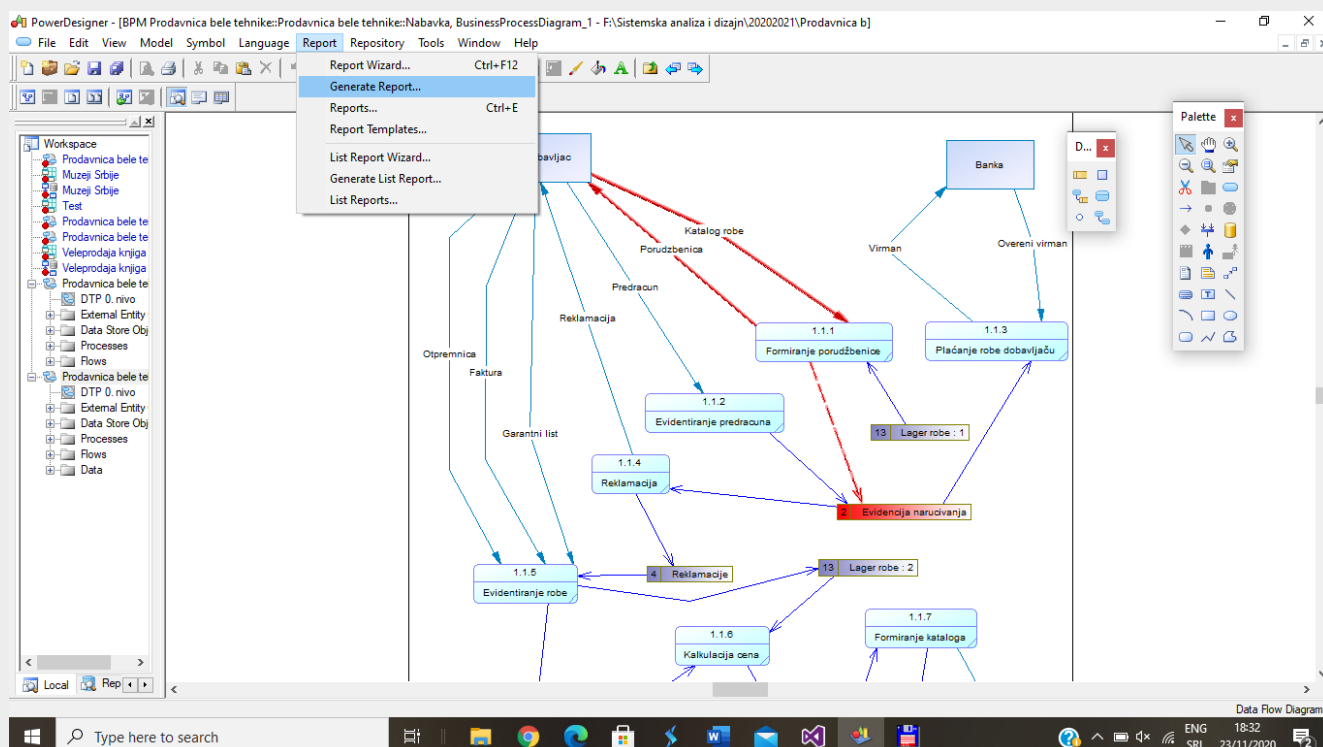 PowerDesigner - [BPM Prodavnica bele tehnike::Prodavnica bele tehnike::Nabavka, BusinessProcessDiagram_1 - F:\Sistemska analiza i dizajn\20202021\Prodavnica b]
File Edit View Model Symbol Language Report Repository Tools Window Help
Report Wizard... Ctrl+F12
Generate Report...
Reports... Ctrl+E
Report Templates...
List Report Wizard...
Generate List Report...
List Reports...
Workspace
Prodavnica bele te
Muzeji Srbije
Muzeji Srbije
Test
Prodavnica bele te
Prodavnica bele te
Veleprodaja knjiga
Veleprodaja knjiga
Prodavnica bele te
DTP 0. nivo
External Entity
Data Store Obj
Processes
Flows
Prodavnica bele te
DTP 0. nivo
External Entity
Data Store Obj
Processes
Flows
Data
Local Rep
bavljac
Banka
D...
Palette
Katalog robe
Porudzbenica
Virman
Overeni virman
Predracun
Reklamacija
Otpremnica
Faktura
Garantni list
1.1.1
Formiranje porudžbenice
1.1.3
Plaćanje robe dobavljaču
1.1.2
Evidentiranje predracuna
13 Lager robe : 1
1.1.4
Reklamacija
2 Evidencija narucivanja
1.1.5
Evidentiranje robe
4 Reklamacije
13 Lager robe : 2
1.1.6
Kalkulacija cena
1.1.7
Formiranje kataloga
Data Flow Diagram
Type here to search
ENG
SRL
18:32
23/11/2020
2